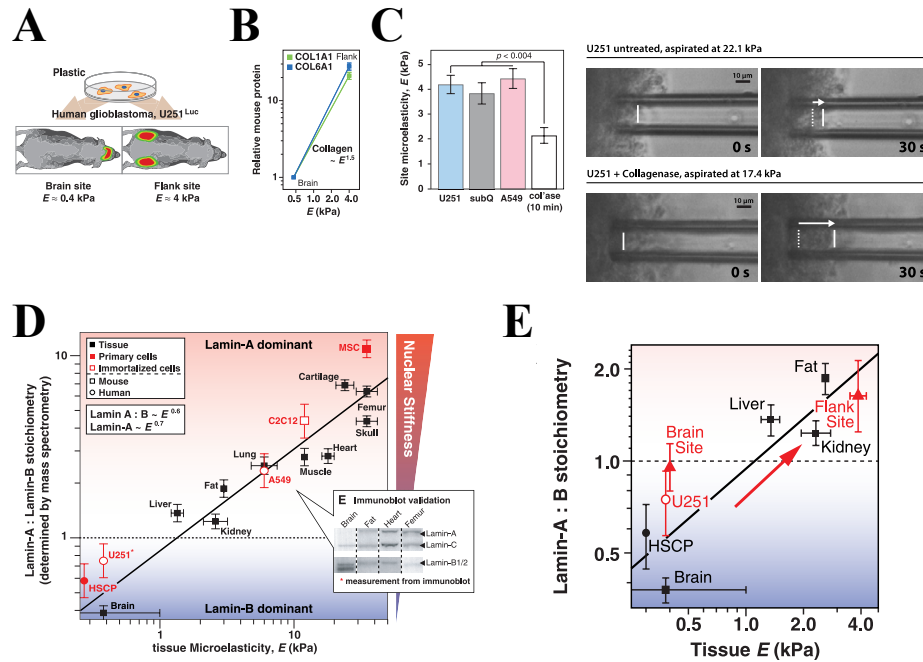 A
Plastic
Human glioblastoma, U251Luc
Brain site
E ≈ 0.4 kPa
Flank site
E ≈ 4 kPa
B
COL1A1
COL6A1
Flank
Relative mouse protein
10
1
Collagen
~ E1.5
Brain
0.5 1.0 2.0 4.0
E (kPa)
C
p < 0.004
Site microelasticity, E (kPa)
6
5
4
3
2
1
0
U251 subQ A549 col'ase
(10 min)
U251 untreated, aspirated at 22.1 kPa
10 µm
0 s
30 s
U251 + Collagenase, aspirated at 17.4 kPa
10 µm
0 s
30 s
D
Lamin-A : Lamin-B stoichiometry
(determined by mass spectrometry)
10
1
Tissue
Primary cells
Immortalized cells
Mouse
Human
Lamin A : B ~ E0.6
Lamin-A ~ E0.7
Lamin-A dominant
MSC
Cartilage
Femur
Skull
C2C12
Lung
Muscle
Heart
A549
Fat
Liver
Kidney
U251*
HSCP
Brain
Lamin-B dominant
E Immunoblot validation
Brain Fat Heart Femur
Lamin-A
Lamin-C
Lamin-B1/2
* measurement from immunoblot
1 10
tissue Microelasticity, E (kPa)
Nuclear Stiffness
E
Lamin-A : B stoichiometry
2.0
1.0
0.5
Fat
Liver
Flank
Site
Kidney
Brain
Site
U251
HSCP
Brain
0.5 1.0 2.0 4.0
Tissue E (kPa)